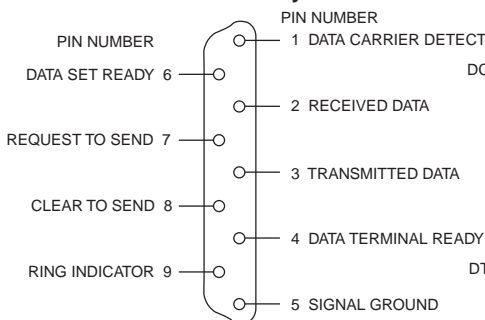 PIN NUMBER
PIN NUMBER
1 DATA CARRIER DETECT
DATA SET READY 6
2 RECEIVED DATA
REQUEST TO SEND 7
3 TRANSMITTED DATA
CLEAR TO SEND 8
4 DATA TERMINAL READY
RING INDICATOR 9
5 SIGNAL GROUND